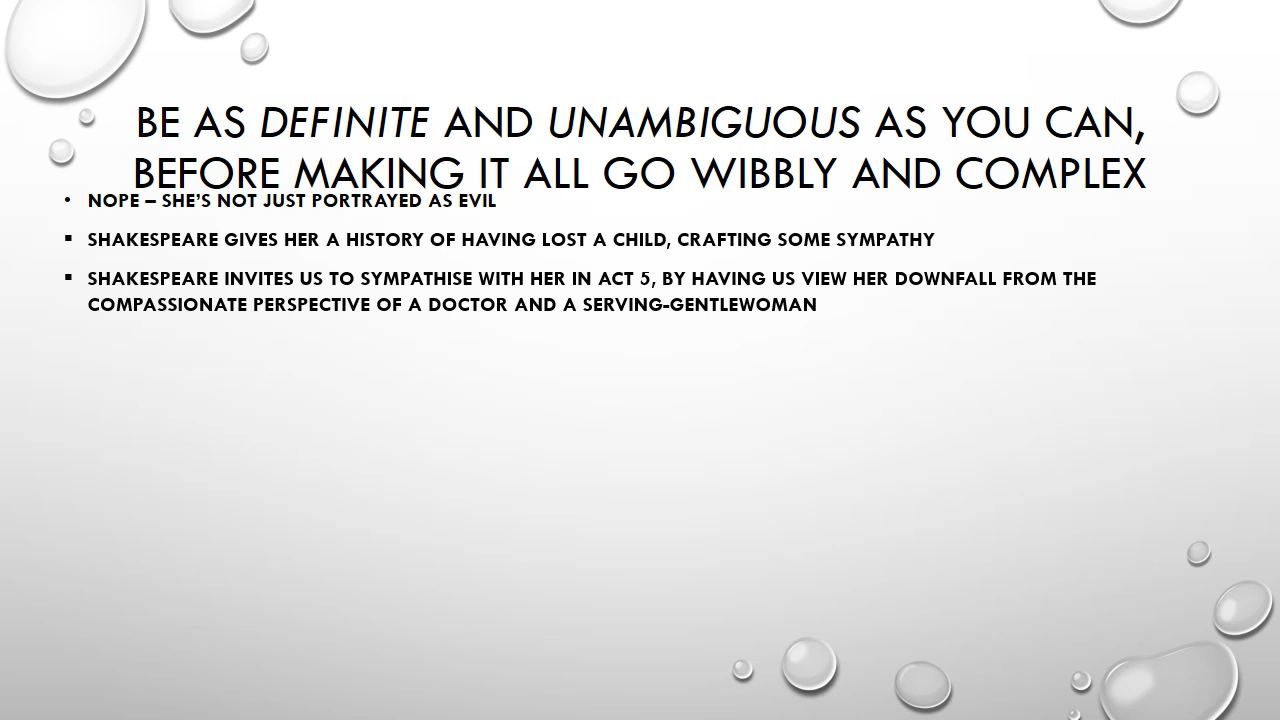 BE AS DEFINITE AND UNAMBIGUOUS AS YOU CAN,
BEFORE MAKING IT ALL GO WIBBLY AND COMPLEX
• NOPE – SHE'S NOT JUST PORTRAYED AS EVIL
▪ SHAKESPEARE GIVES HER A HISTORY OF HAVING LOST A CHILD, CRAFTING SOME SYMPATHY
▪ SHAKESPEARE INVITES US TO SYMPATHISE WITH HER IN ACT 5, BY HAVING US VIEW HER DOWNFALL FROM THE
COMPASSIONATE PERSPECTIVE OF A DOCTOR AND A SERVING-GENTLEWOMAN